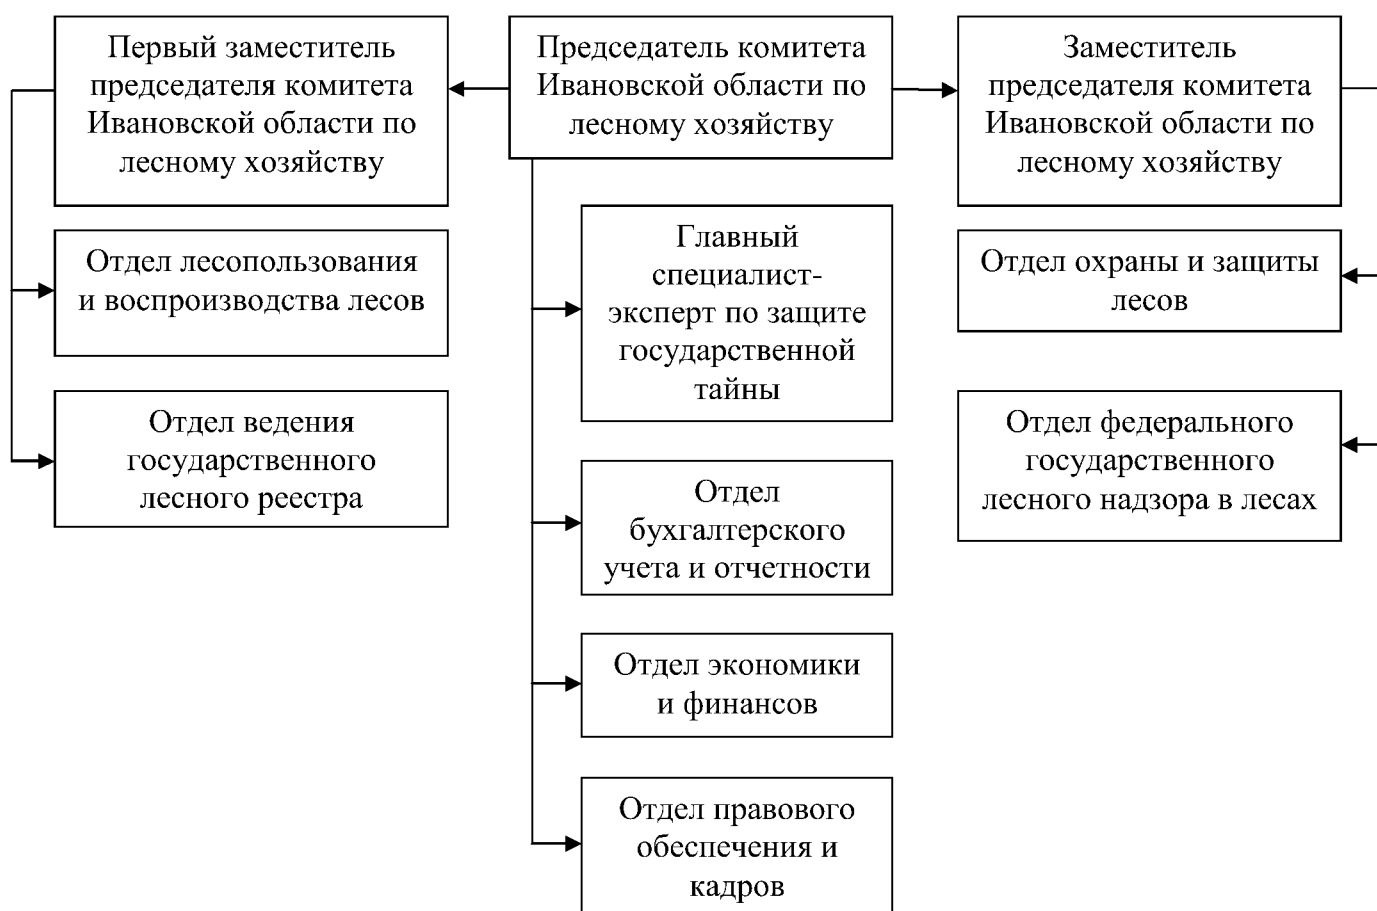 Первый заместитель
председателя комитета
Ивановской области по
лесному хозяйству
Председатель комитета
Ивановской области по
лесному хозяйству
Заместитель
председателя комитета
Ивановской области по
лесному хозяйству
Отдел лесопользования
и воспроизводства лесов
Отдел ведения
государственного
лесного реестра
Главный
специалист-
эксперт по защите
государственной
тайны
Отдел
бухгалтерского
учета и отчетности
Отдел экономики
и финансов
Отдел правового
обеспечения и
кадров
Отдел охраны и защиты
лесов
Отдел федерального
государственного
лесного надзора в лесах